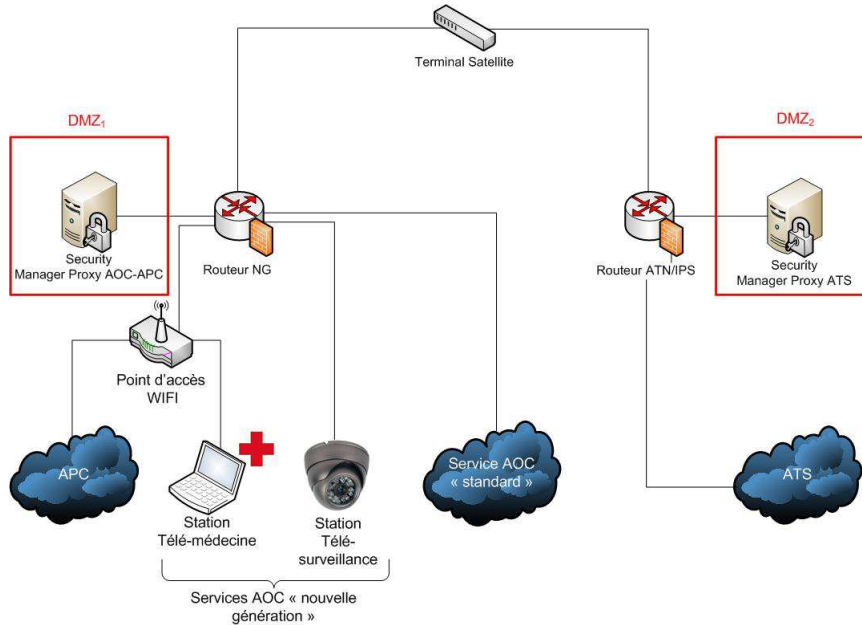 Terminal Satellite
DMZ₁
DMZ₂
Security
Manager Proxy AOC-APC
Routeur NG
Routeur ATN/IPS
Security
Manager Proxy ATS
Point d'accès
WIFI
APC
Service AOC
« standard »
ATS
Station
Télé-médecine
Station
Télé-
surveillance
Services AOC « nouvelle
génération »